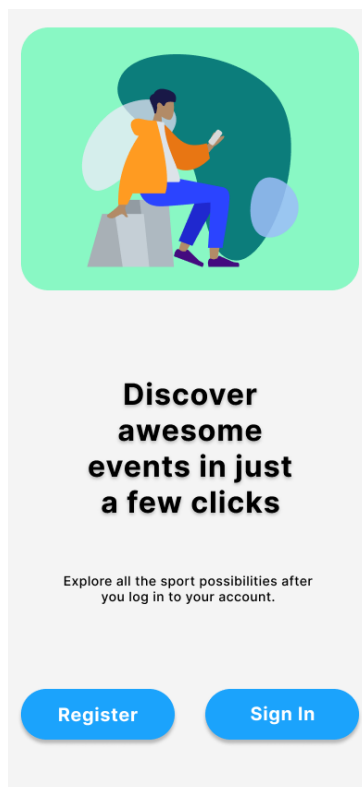 Discover
awesome
events in just
a few clicks
Explore all the sport possibilities after
you log in to your account.
Register
Sign In